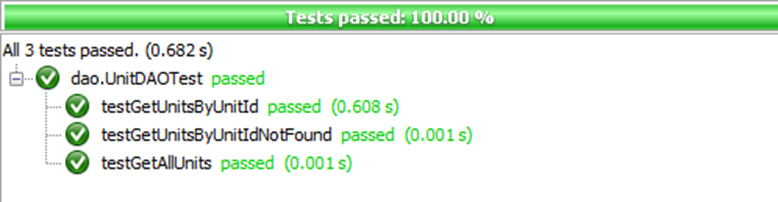 Tests passed: 100.00 %
All 3 tests passed. (0.682 s)
dao.UnitDAOTest passed
testGetUnitsByUnitId passed (0.608 s)
testGetUnitsByUnitIdNotFound passed (0.001 s)
testGetAllUnits passed (0.001 s)